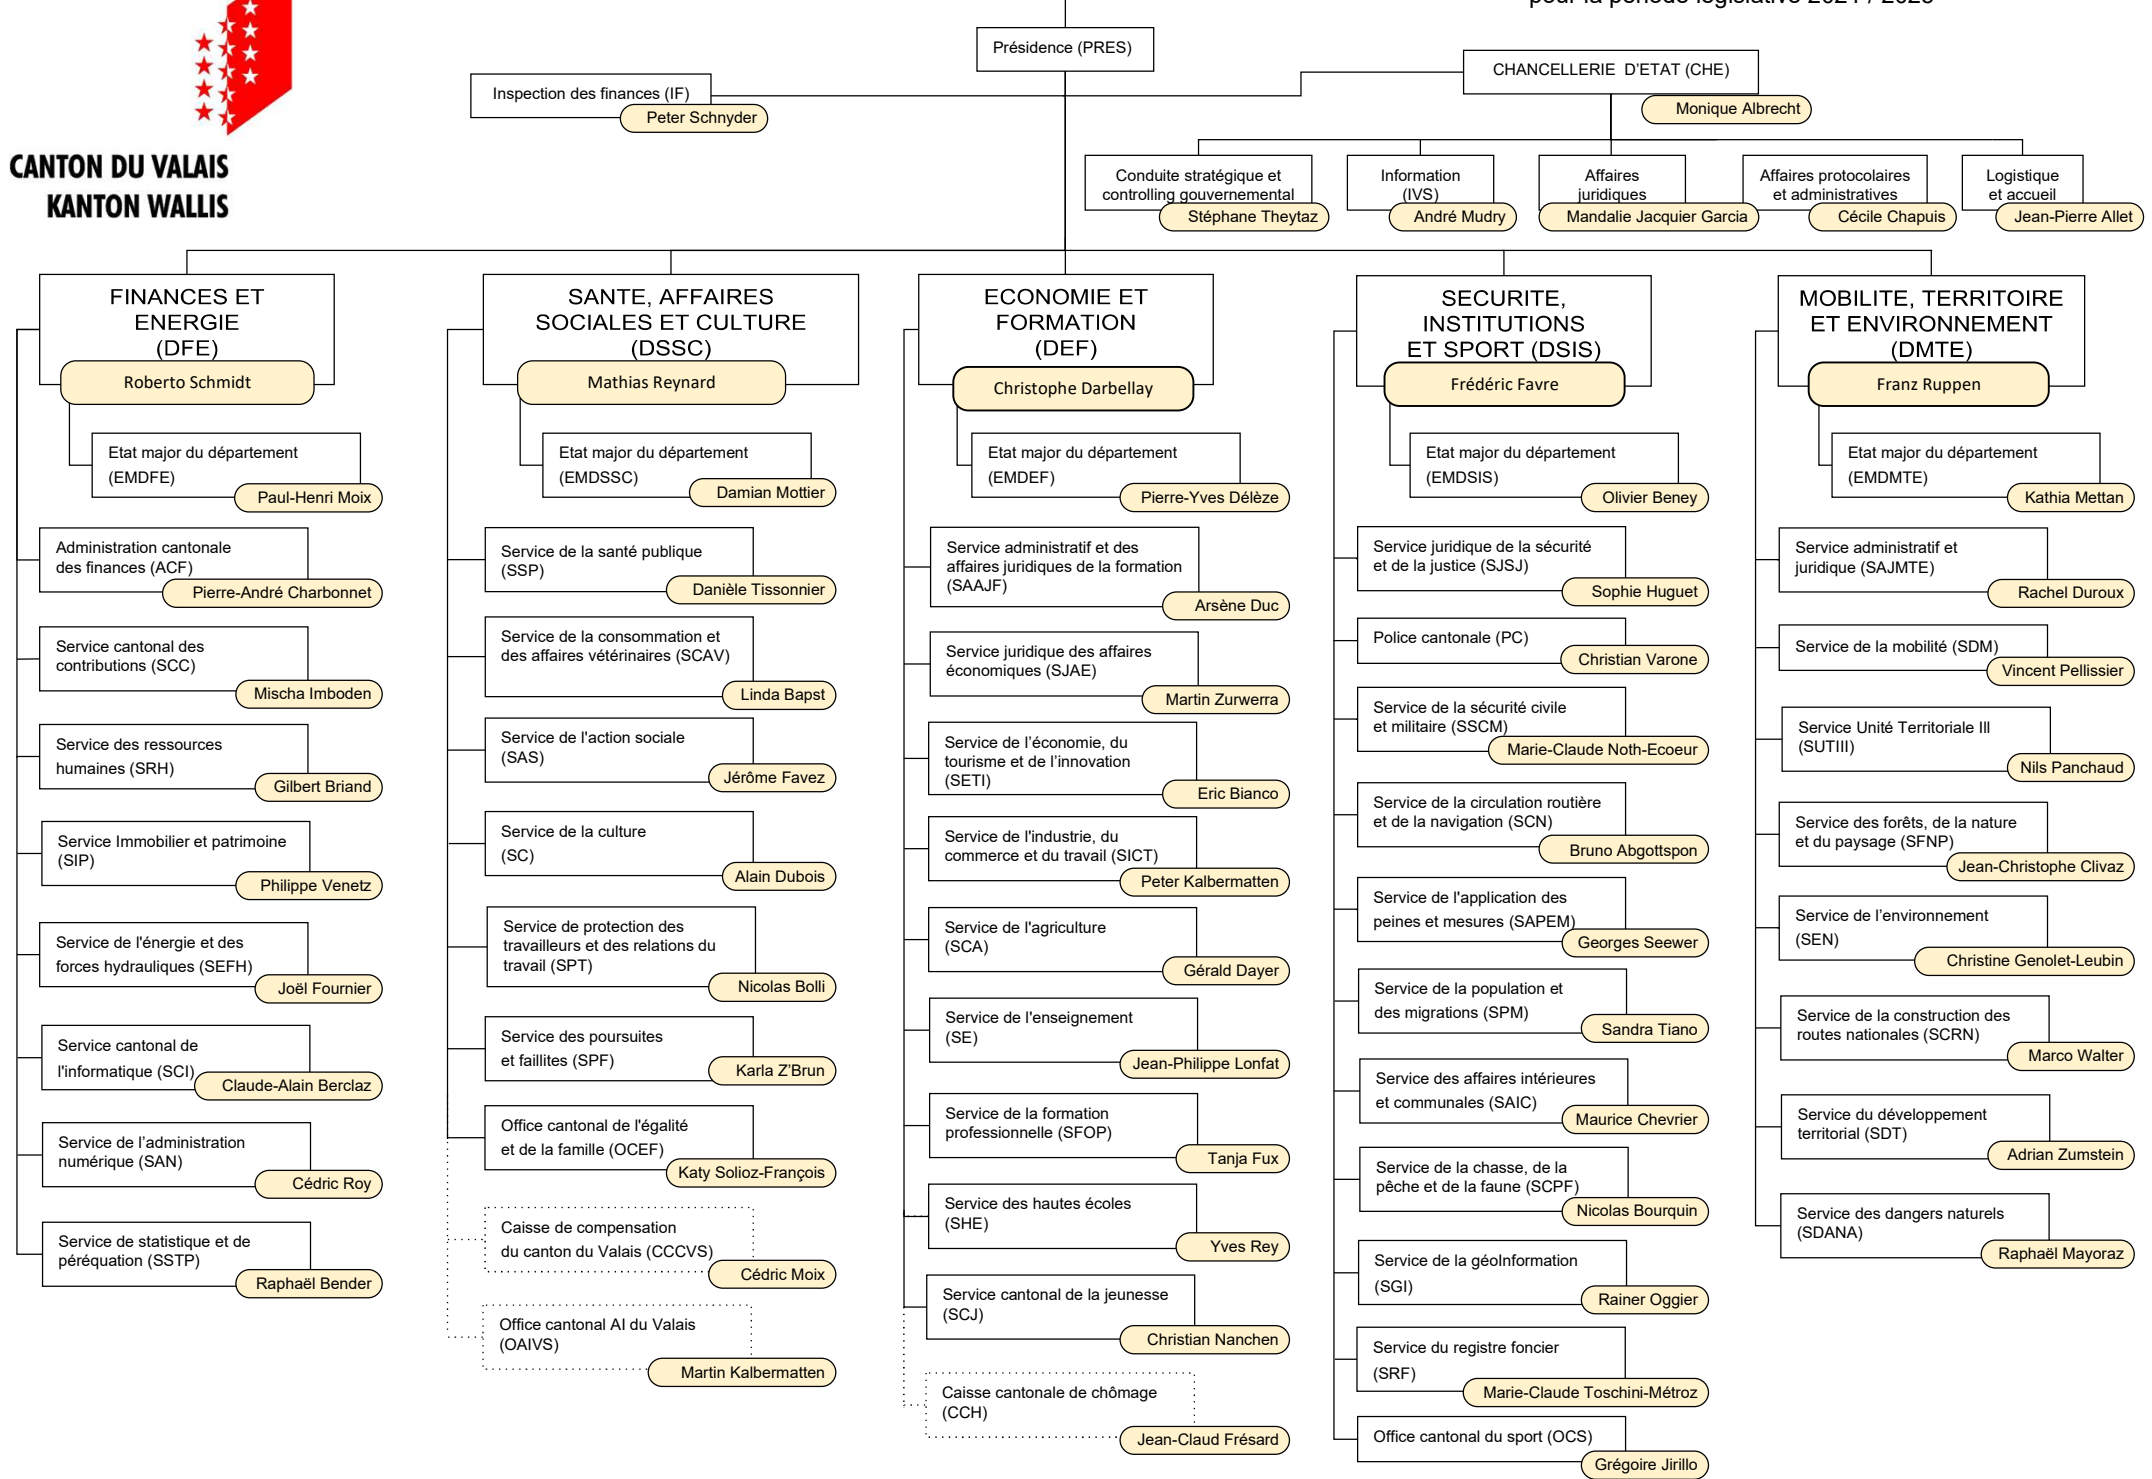 pour la période législative 2021 / 2025
Présidence (PRES)
CHANCELLERIE D’ETAT (CHE)
Monique Albrecht
Inspection des finances (IF)
Peter Schnyder
CANTON DU VALAIS
KANTON WALLIS
Conduite stratégique et
controlling gouvernemental
Stéphane Theytaz
Information
(IVS)
André Mudry
Affaires
juridiques
Mandalie Jacquier Garcia
Affaires protocolaires
et administratives
Cécile Chapuis
Logistique
et accueil
Jean-Pierre Allet
FINANCES ET
ENERGIE
(DFE)
Roberto Schmidt
Etat major du département
(EMDFE)
Paul-Henri Moix
Administration cantonale
des finances (ACF)
Pierre-André Charbonnet
Service cantonal des
contributions (SCC)
Mischa Imboden
Service des ressources
humaines (SRH)
Gilbert Briand
Service Immobilier et patrimoine
(SIP)
Philippe Venetz
Service de l'énergie et des
forces hydrauliques (SEFH)
Joël Fournier
Service cantonal de
l'informatique (SCI)
Claude-Alain Berclaz
Service de l’administration
numérique (SAN)
Cédric Roy
Service de statistique et de
péréquation (SSTP)
Raphaël Bender
SANTE, AFFAIRES
SOCIALES ET CULTURE
(DSSC)
Mathias Reynard
Etat major du département
(EMDSSC)
Damian Mottier
Service de la santé publique
(SSP)
Danièle Tissonnier
Service de la consommation et
des affaires vétérinaires (SCAV)
Linda Bapst
Service de l'action sociale
(SAS)
Jérôme Favez
Service de la culture
(SC)
Alain Dubois
Service de protection des
travailleurs et des relations du
travail (SPT)
Nicolas Bolli
Service des poursuites
et faillites (SPF)
Karla Z’Brun
Office cantonal de l'égalité
et de la famille (OCEF)
Katy Solioz-François
Caisse de compensation
du canton du Valais (CCCVS)
Cédric Moix
Office cantonal AI du Valais
(OAIVS)
Martin Kalbermatten
ECONOMIE ET
FORMATION
(DEF)
Christophe Darbellay
Etat major du département
(EMDEF)
Pierre-Yves Délèze
Service administratif et des
affaires juridiques de la formation
(SAAJF)
Arsène Duc
Service juridique des affaires
économiques (SJAE)
Martin Zurwerra
Service de l’économie, du
tourisme et de l’innovation
(SETI)
Eric Bianco
Service de l'industrie, du
commerce et du travail (SICT)
Peter Kalbermatten
Service de l'agriculture
(SCA)
Gérald Dayer
Service de l'enseignement
(SE)
Jean-Philippe Lonfat
Service de la formation
professionnelle (SFOP)
Tanja Fux
Service des hautes écoles
(SHE)
Yves Rey
Service cantonal de la jeunesse
(SCJ)
Christian Nanchen
Caisse cantonale de chômage
(CCH)
Jean-Claud Frésard
SECURITE,
INSTITUTIONS
ET SPORT (DSIS)
Frédéric Favre
Etat major du département
(EMDSIS)
Olivier Beney
Service juridique de la sécurité
et de la justice (SJSJ)
Sophie Huguet
Police cantonale (PC)
Christian Varone
Service de la sécurité civile
et militaire (SSCM)
Marie-Claude Noth-Ecoeur
Service de la circulation routière
et de la navigation (SCN)
Bruno Abgottspon
Service de l'application des
peines et mesures (SAPEM)
Georges Seewer
Service de la population et
des migrations (SPM)
Sandra Tiano
Service des affaires intérieures
et communales (SAIC)
Maurice Chevrier
Service de la chasse, de la
pêche et de la faune (SCPF)
Nicolas Bourquin
Service de la géoInformation
(SGI)
Rainer Oggier
Service du registre foncier
(SRF)
Marie-Claude Toschini-Métroz
Office cantonal du sport (OCS)
Grégoire Jirillo
MOBILITE, TERRITOIRE
ET ENVIRONNEMENT
(DMTE)
Franz Ruppen
Etat major du département
(EMDMTE)
Kathia Mettan
Service administratif et
juridique (SAJMTE)
Rachel Duroux
Service de la mobilité (SDM)
Vincent Pellissier
Service Unité Territoriale III
(SUTIII)
Nils Panchaud
Service des forêts, de la nature
et du paysage (SFNP)
Jean-Christophe Clivaz
Service de l’environnement
(SEN)
Christine Genolet-Leubin
Service de la construction des
routes nationales (SCRN)
Marco Walter
Service du développement
territorial (SDT)
Adrian Zumstein
Service des dangers naturels
(SDANA)
Raphaël Mayoraz